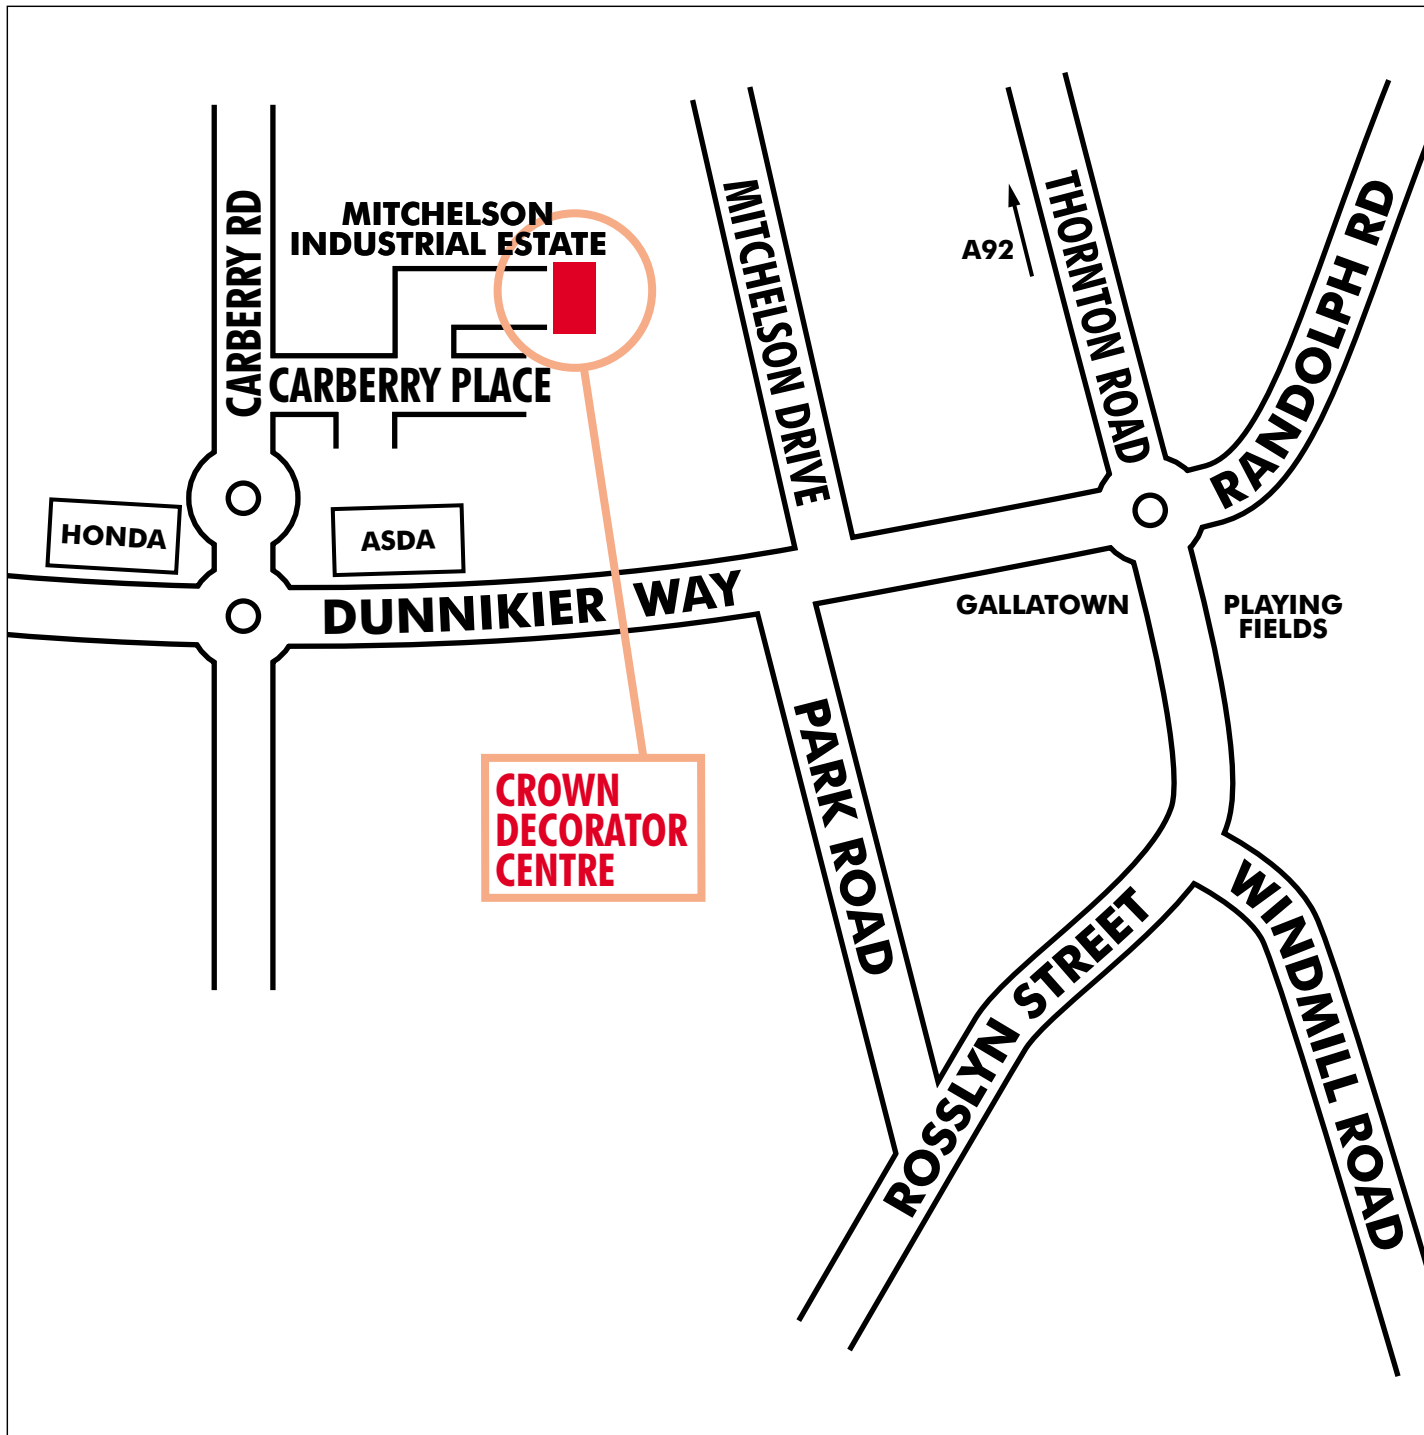 CARBERRY RD
MITCHELSON
INDUSTRIAL ESTATE
CARBERRY PLACE
MITCHELSON DRIVE
A92
THORNTON ROAD
RANDOLPH RD
HONDA
ASDA
DUNNIKIER WAY
GALLATOWN
PLAYING
FIELDS
CROWN
DECORATOR
CENTRE
PARK ROAD
ROSSLYN STREET
WINDMILL ROAD